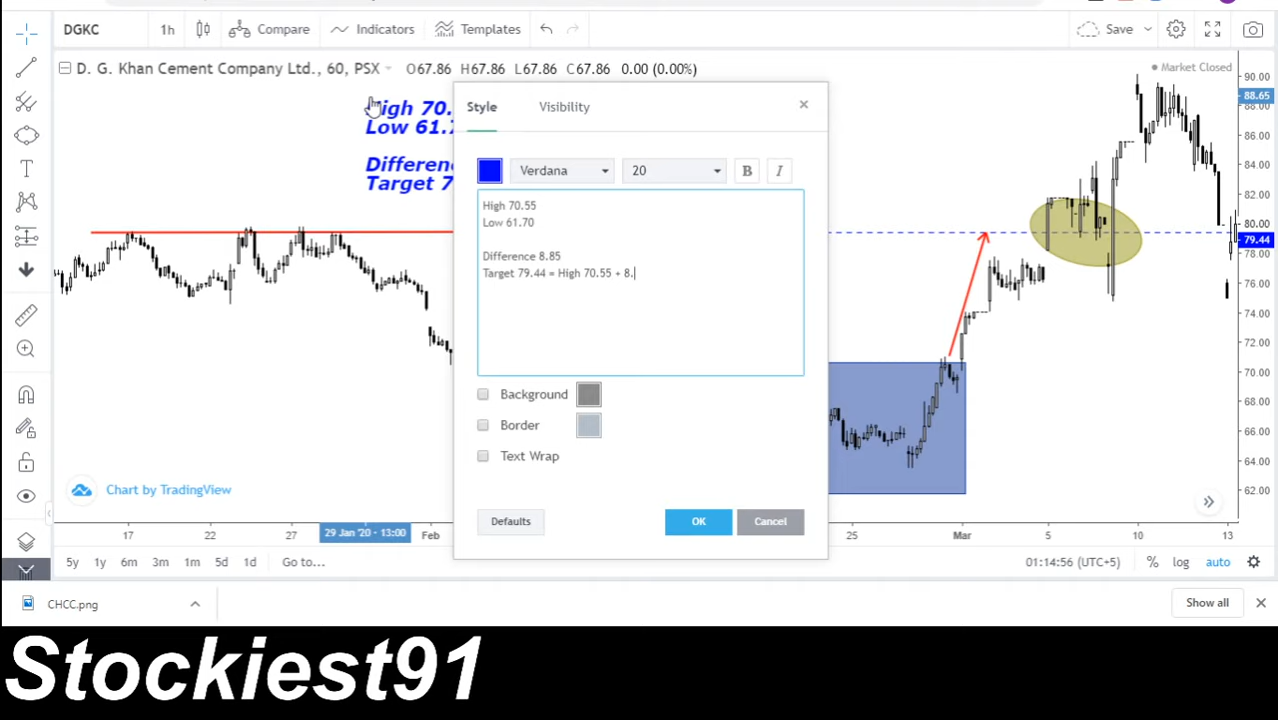 DGKC 1h Compare Indicators Templates Save
D. G. Khan Cement Company Ltd., 60, PSX O67.86 H67.86 L67.86 C67.86 0.00 (0.00%)
Market Closed
High 70.
Low 61.7
Differenc
Target 7
Style Visibility
Verdana 20 B I
High 70.55
Low 61.70
Difference 8.85
Target 79.44 = High 70.55 + 8.
Background
Border
Text Wrap
Defaults OK Cancel
90.00
88.65
88.00
86.00
84.00
82.00
80.00
79.44
78.00
76.00
74.00
72.00
70.00
68.00
66.00
64.00
62.00
Chart by TradingView
17 22 27 29 Jan '20 - 13:00 Feb 25 Mar 5 10 13
5y 1y 6m 3m 1m 5d 1d Go to... 01:14:56 (UTC+5) % log auto
CHCC.png Show all
Stockiest91